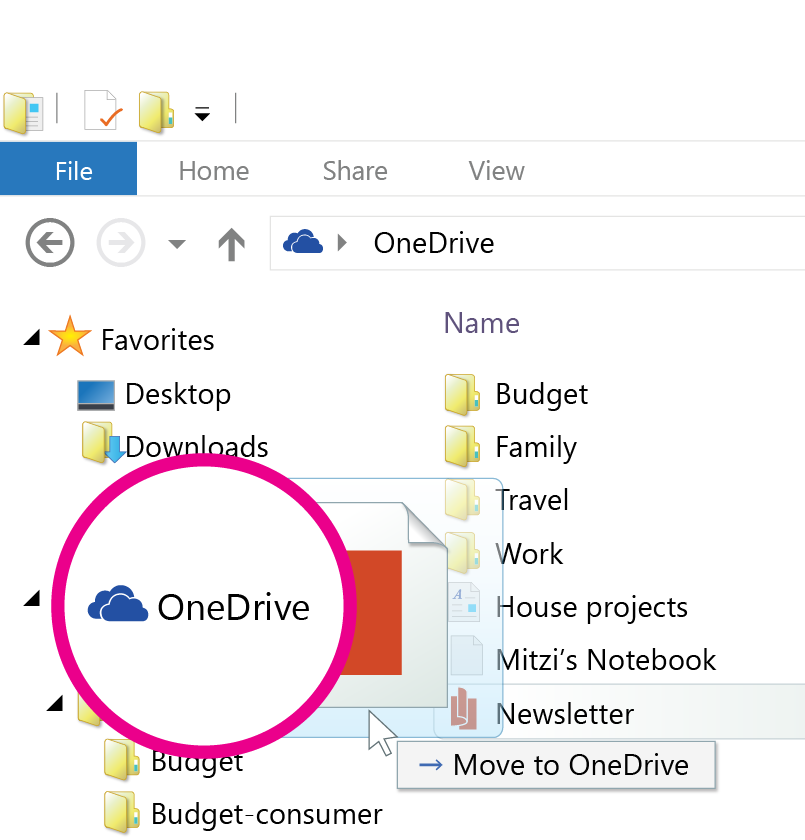 File Home Share View
OneDrive
Name
Favorites
Desktop
Downloads
OneDrive
Budget
Budget-consumer
Budget
Family
Travel
Work
House projects
Mitzi’s Notebook
Newsletter
→ Move to OneDrive